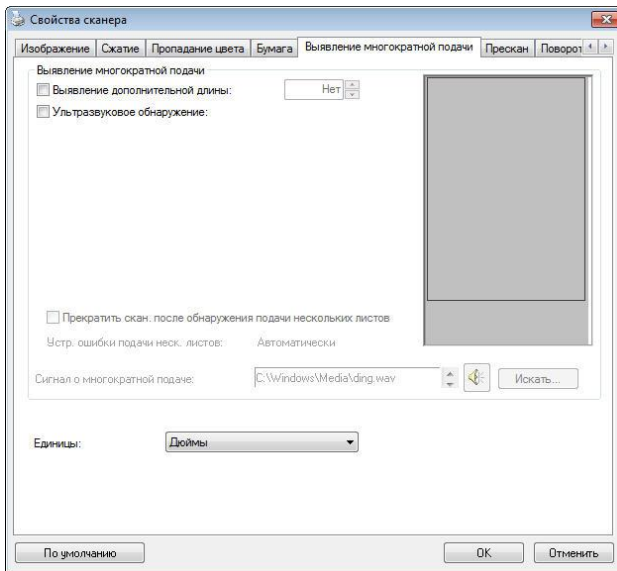 Свойства сканера
Изображение Сжатие Пропадание цвета Бумага Выявление многократной подачи Прескан Поворот
Выявление многократной подачи
Выявление дополнительной длины: Нет
Ультразвуковое обнаружение:
Прекратить скан. после обнаружения подачи нескольких листов
Устр. ошибки подачи неск. листов: Автоматически
Сигнал о многократной подаче: C:\Windows\Media\ding.wav Искать...
Единицы: Дюймы
По умолчанию OK Отменить